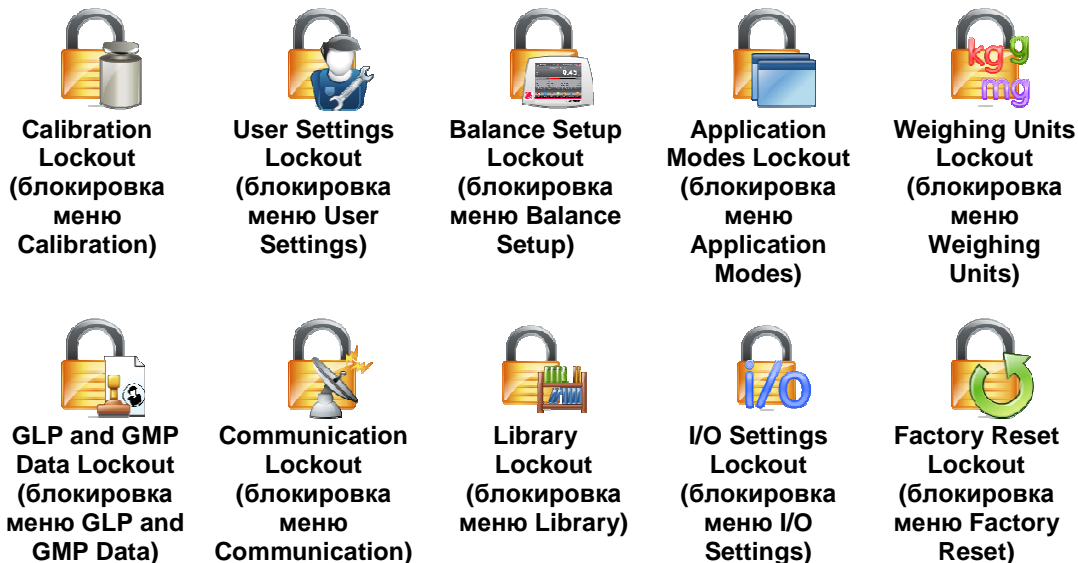 kg g
mg
0.43
Calibration
Lockout
(блокировка
меню
Calibration)
User Settings
Lockout
(блокировка
меню User
Settings)
Balance Setup
Lockout
(блокировка
меню Balance
Setup)
Application
Modes Lockout
(блокировка
меню
Application
Modes)
Weighing Units
Lockout
(блокировка
меню
Weighing
Units)
i/o
GLP and GMP
Data Lockout
(блокировка
меню GLP and
GMP Data)
Communication
Lockout
(блокировка
меню
Communication)
Library
Lockout
(блокировка
меню Library)
I/O Settings
Lockout
(блокировка
меню I/O
Settings)
Factory Reset
Lockout
(блокировка
меню Factory
Reset)